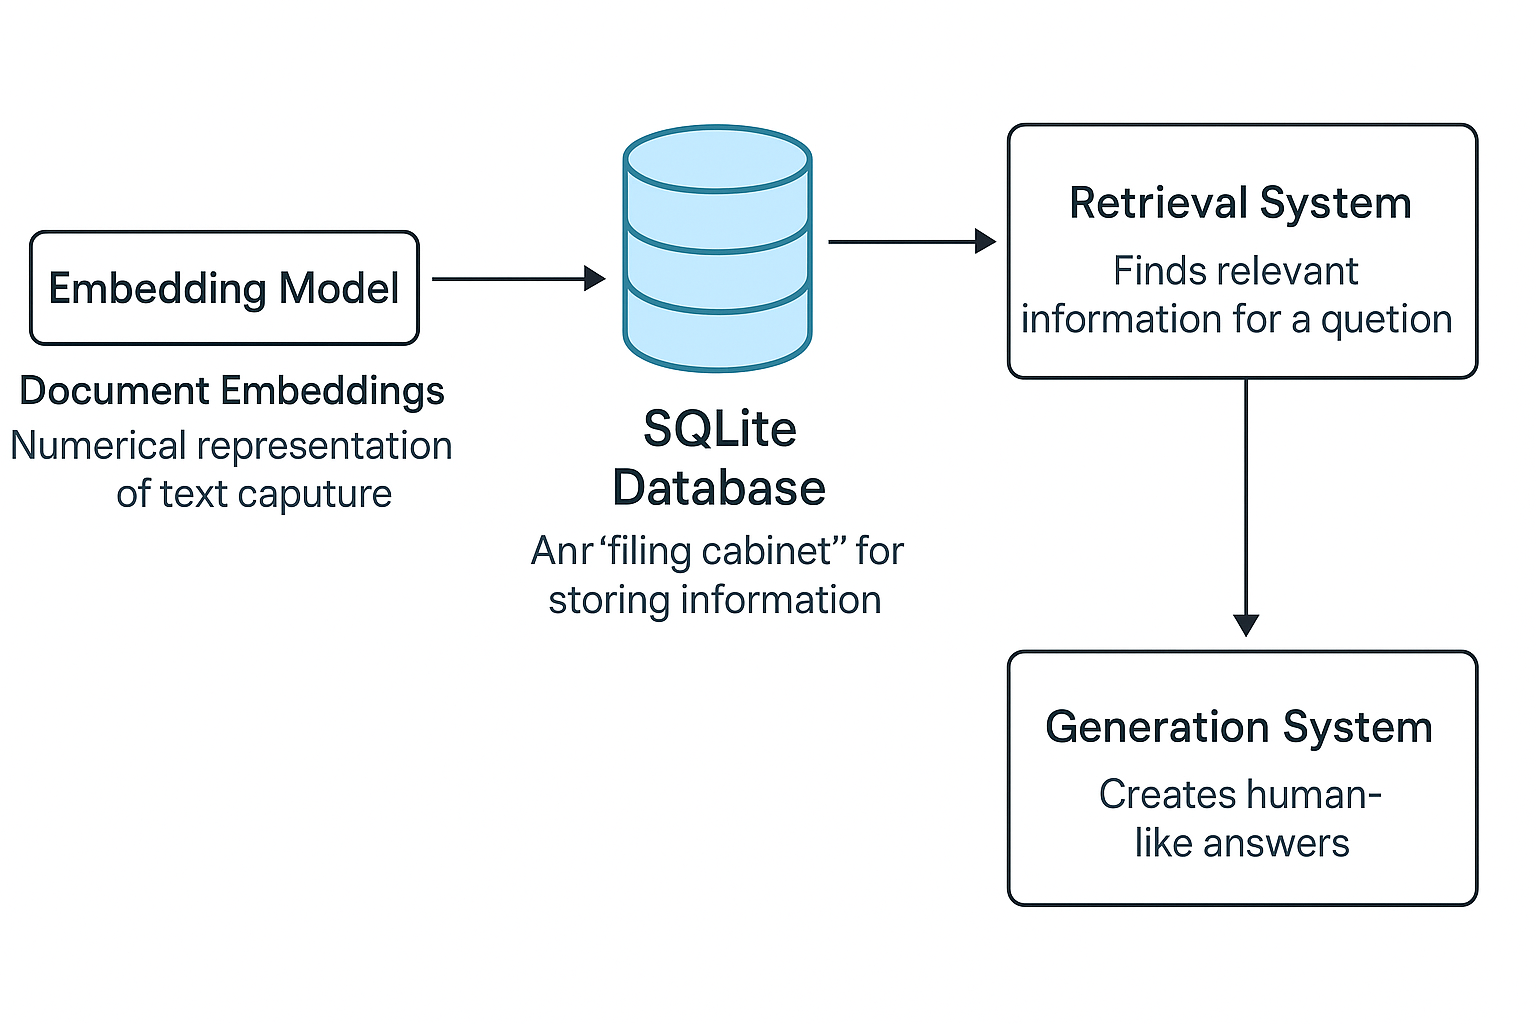 Embedding Model
Document Embeddings
Numerical representation
of text caputure
SQLite
Database
Anr ‘filing cabinet” for
storing information
Retrieval System
Finds relevant
information for a quetion
Generation System
Creates human-
like answers